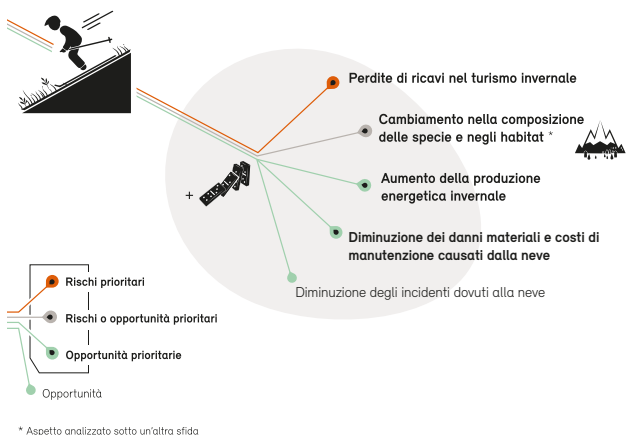 Perdite di ricavi nel turismo invernale
Cambiamento nella composizione
delle specie e negli habitat *
+
Aumento della produzione
energetica invernale
Diminuzione dei danni materiali e costi di
manutenzione causati dalla neve
Diminuzione degli incidenti dovuti alla neve
Rischi prioritari
Rischi o opportunità prioritari
Opportunità prioritarie
Opportunità
* Aspetto analizzato sotto un'altra sfida